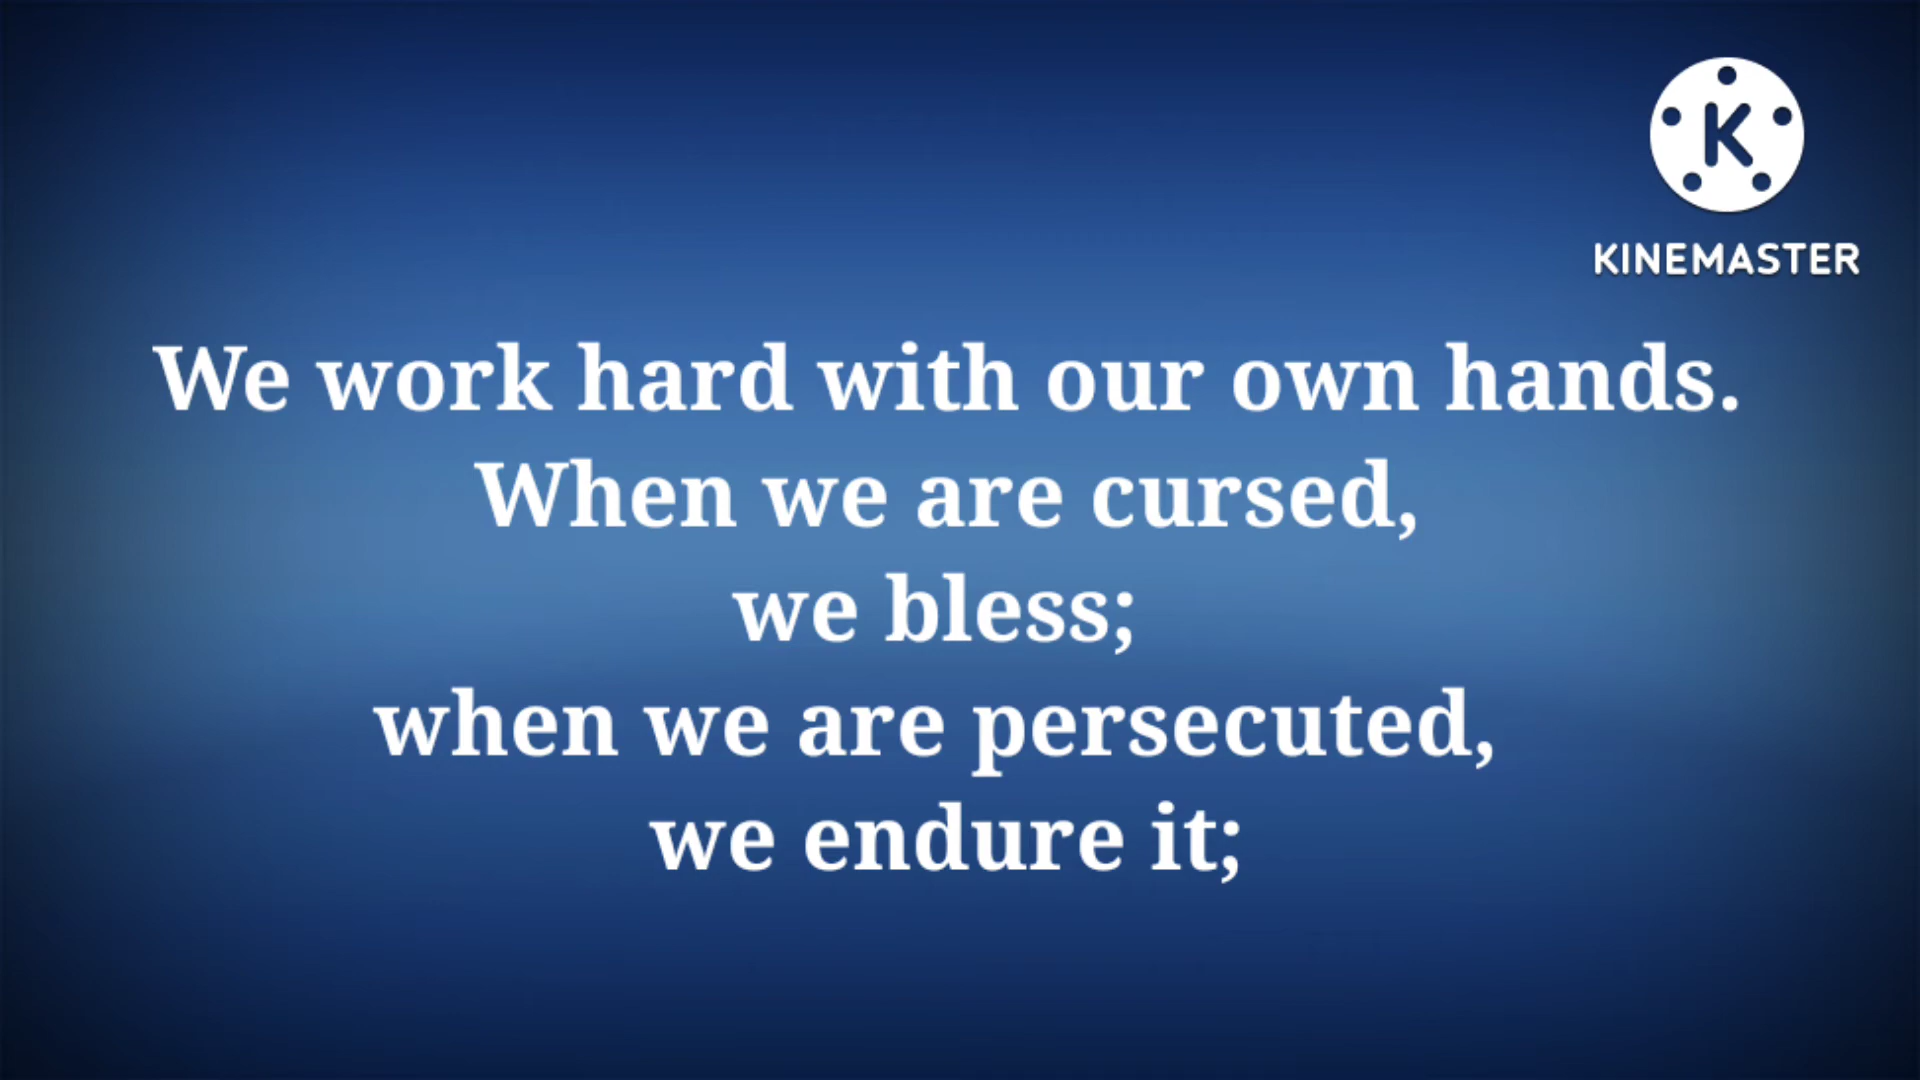 KINEMASTER
We work hard with our own hands.
When we are cursed,
we bless;
when we are persecuted,
we endure it;